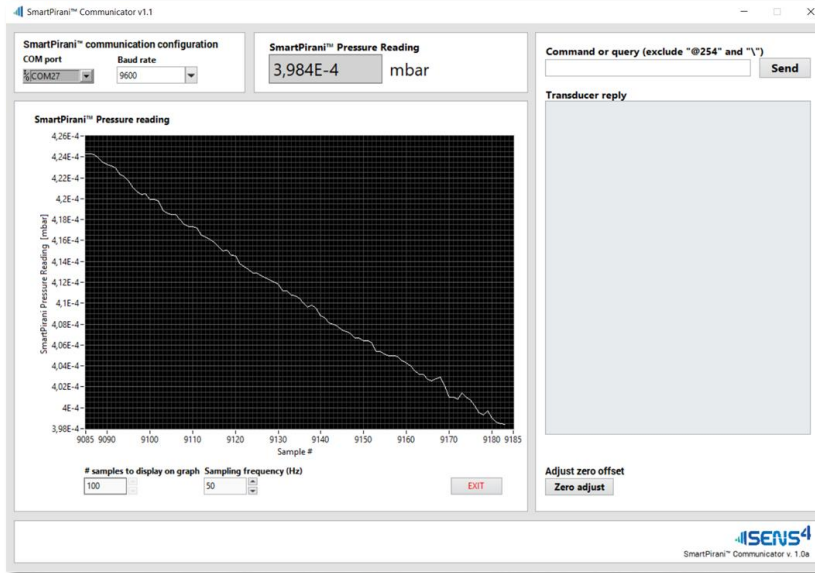 SmartPirani™ Communicator v1.1
SmartPirani™ communication configuration
COM port
Baud rate
COM27
9600
SmartPirani™ Pressure Reading
3,984E-4 mbar
Command or query (exclude "@254" and "\")
Send
Transducer reply
SmartPirani™ Pressure reading
SmartPirani Pressure Reading [mbar]
4,26E-4
4,24E-4
4,22E-4
4,2E-4
4,18E-4
4,16E-4
4,14E-4
4,12E-4
4,1E-4
4,08E-4
4,06E-4
4,04E-4
4,02E-4
4E-4
3,98E-4
9085 9090 9100 9110 9120 9130 9140 9150 9160 9170 9180 9185
Sample #
# samples to display on graph
Sampling frequency (Hz)
100
50
EXIT
Adjust zero offset
Zero adjust
SENS4
SmartPirani™ Communicator v. 1.0a